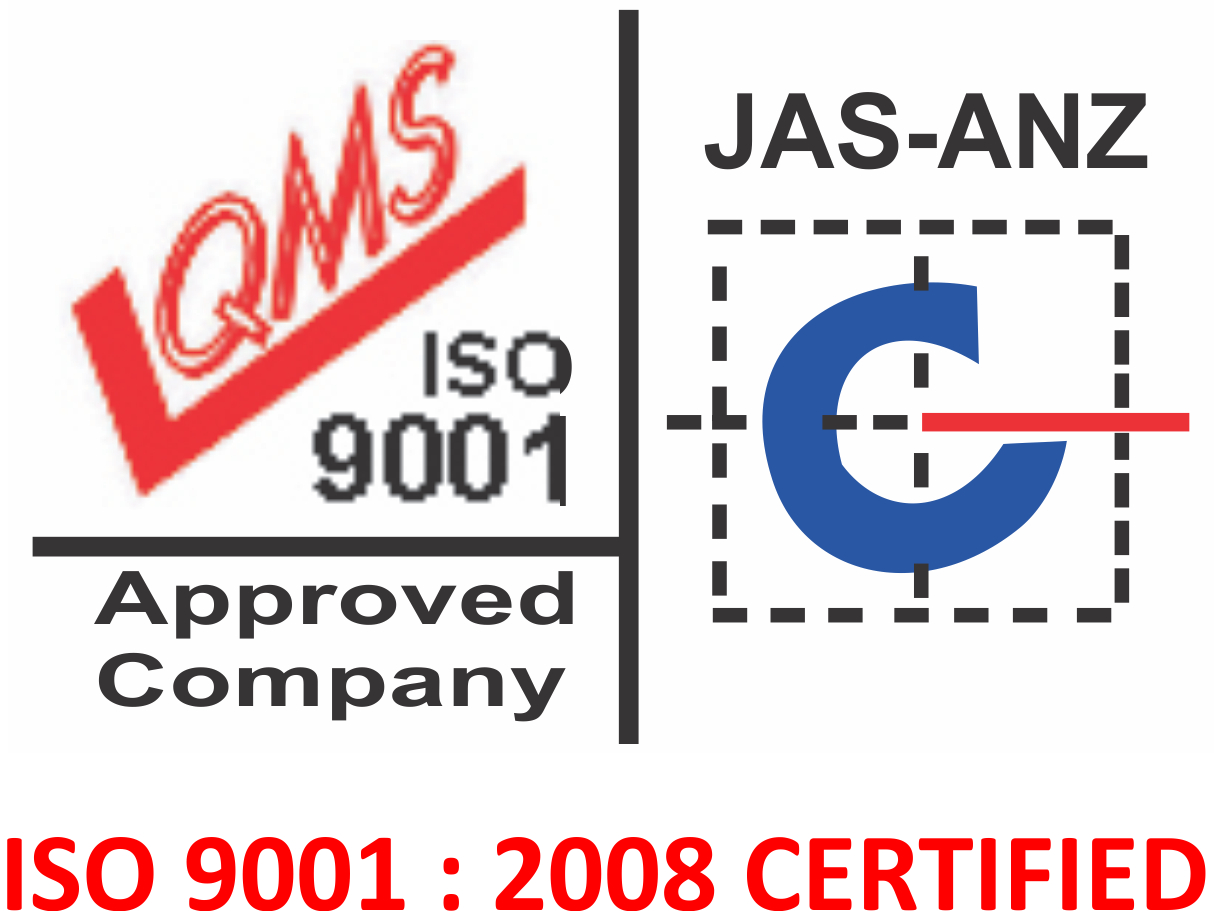 QMS
ISO
9001
Approved
Company
JAS-ANZ
ISO 9001 : 2008 CERTIFIED